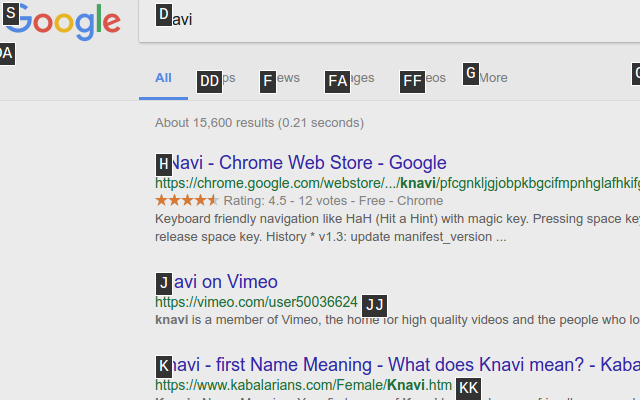 S Google
D avi
DA
All DD ps F ews FA ages FF eos G More
About 15,600 results (0.21 seconds)
H Navi - Chrome Web Store - Google
https://chrome.google.com/webstore/.../knavi/pfcgnkljgjobpkbgcifmpnhglafhkifg
Rating: 4.5 - 12 votes - Free - Chrome
Keyboard friendly navigation like HaH (Hit a Hint) with magic key. Pressing space key
release space key. History * v1.3: update manifest_version ...
J avi on Vimeo
https://vimeo.com/user50036624 JJ
knavi is a member of Vimeo, the home for high quality videos and the people who lo
K navi - first Name Meaning - What does Knavi mean? - Kaba
https://www.kabalarians.com/Female/Knavi.htm KK